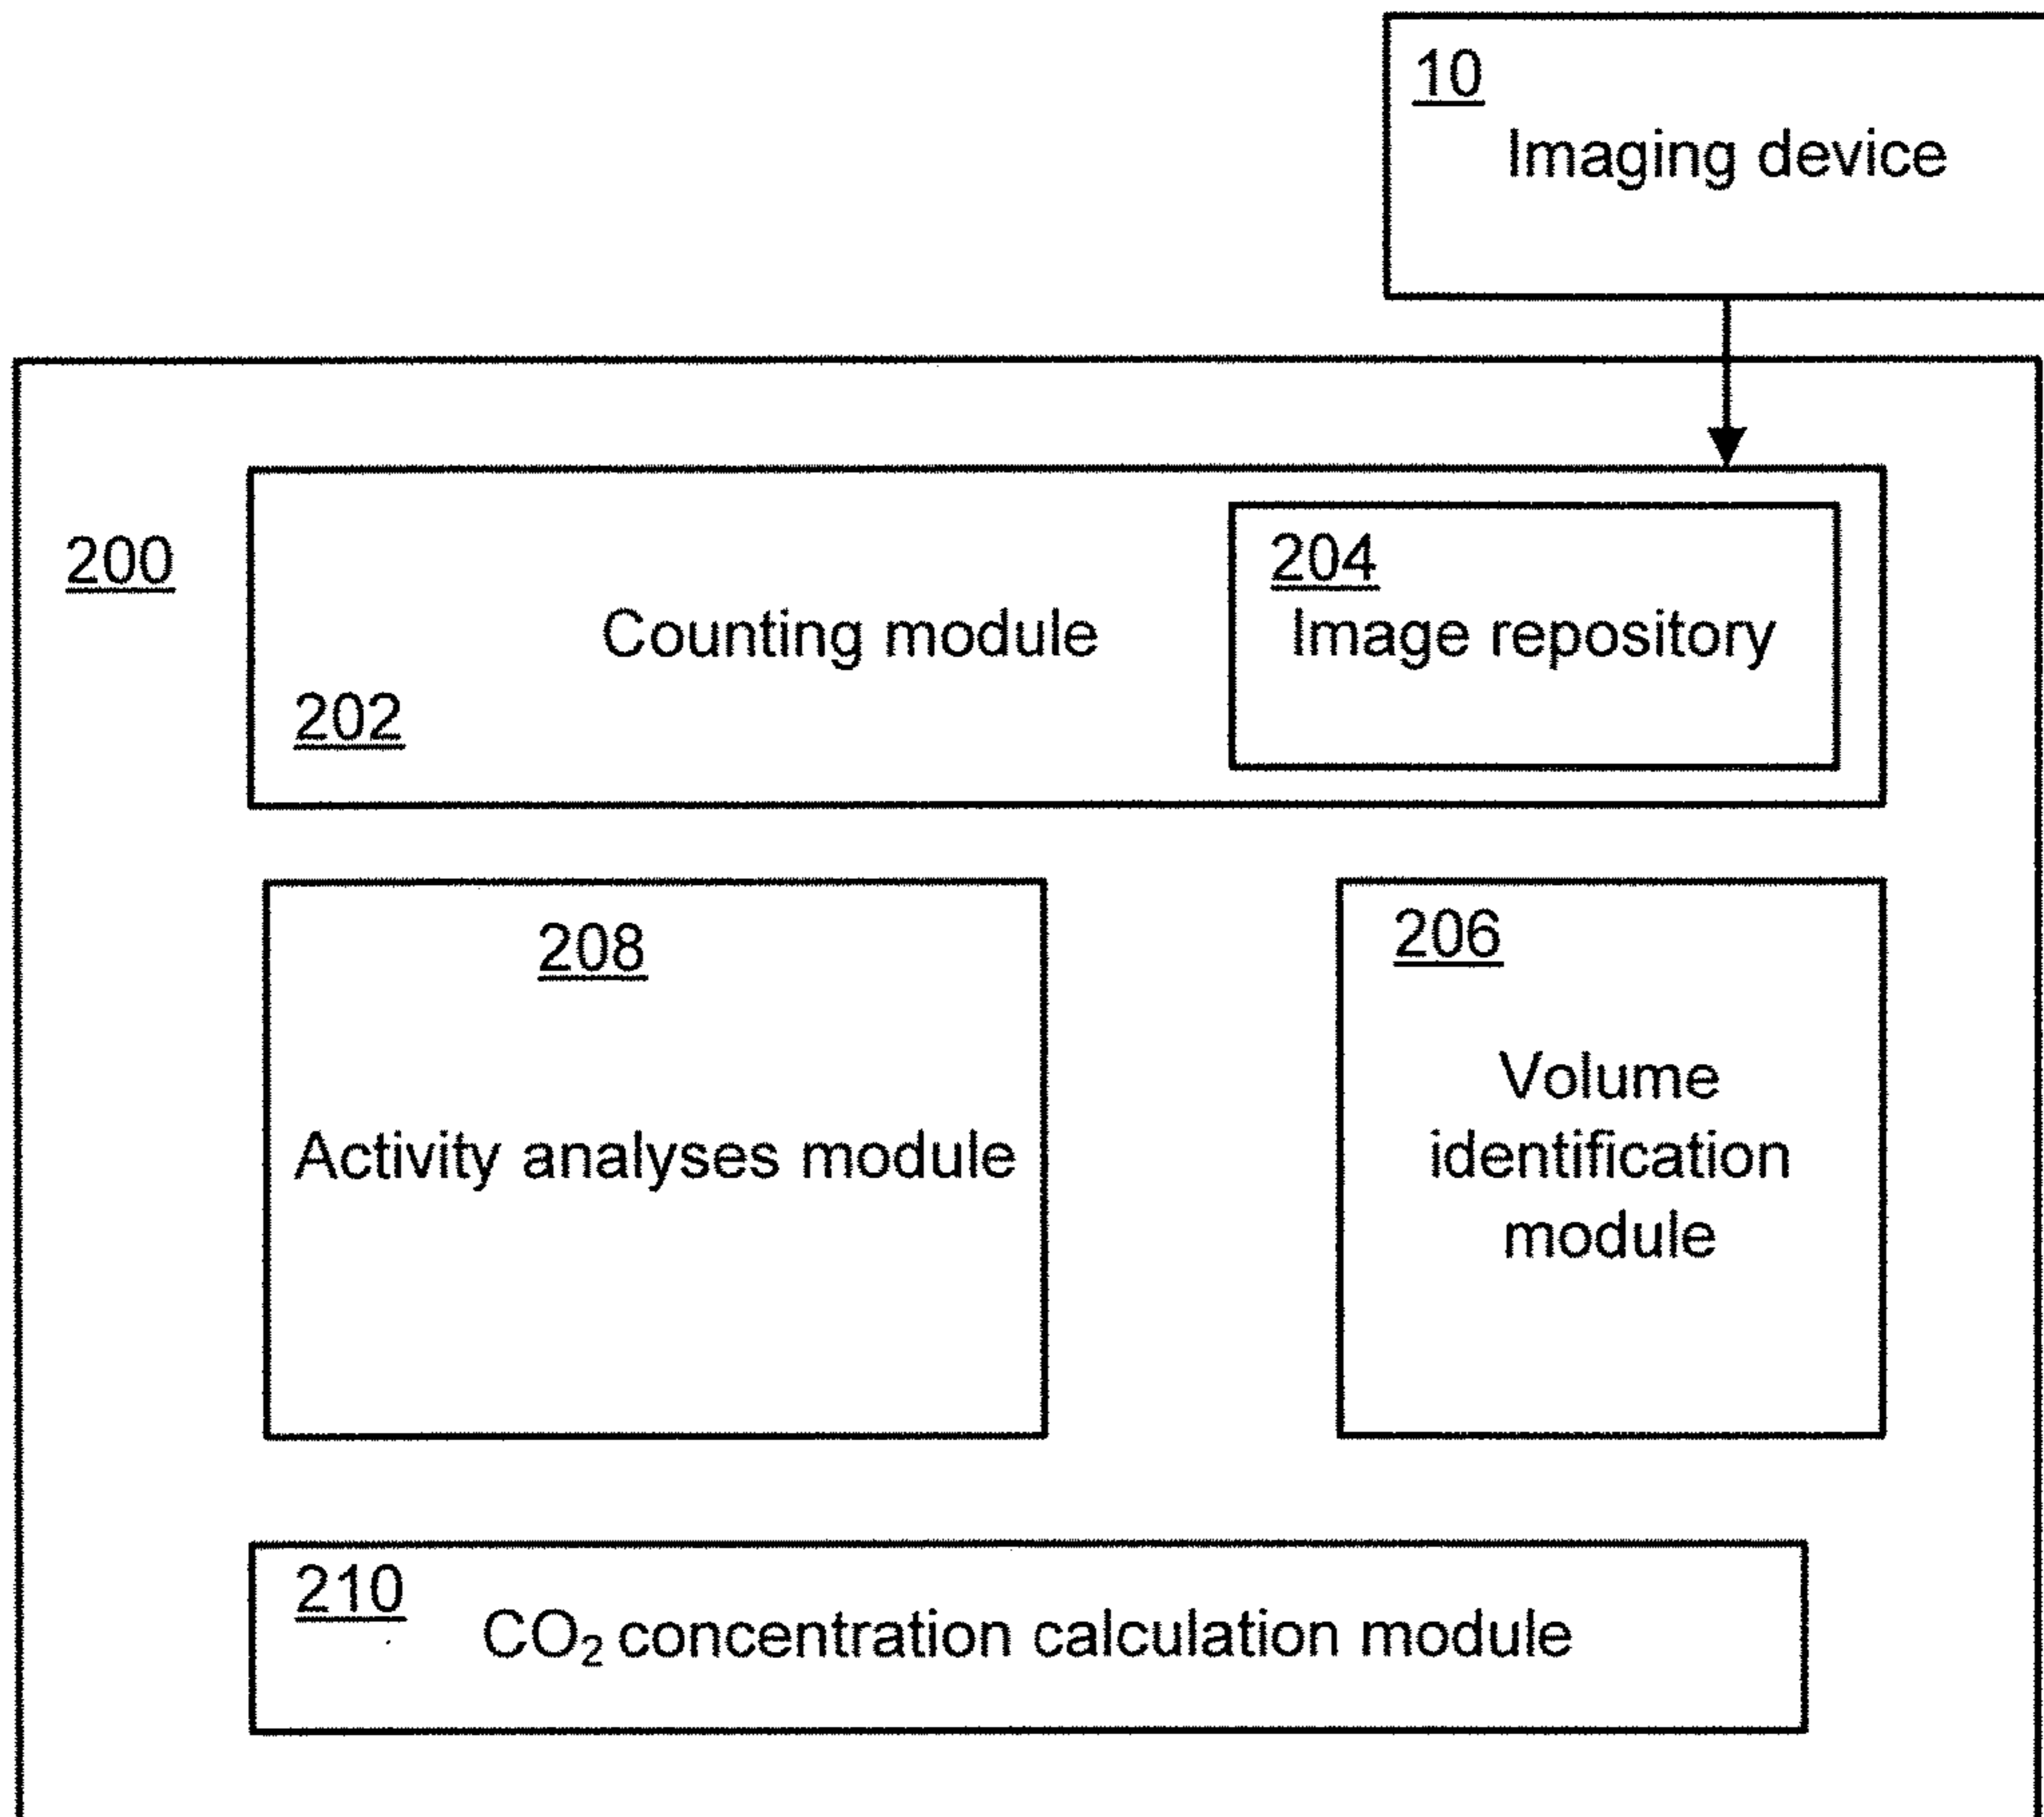 10
Imaging device
200
204
Counting module
Image repository
202
208
206
Activity analyses module
Volume
identification
module
210
CO₂ concentration calculation module